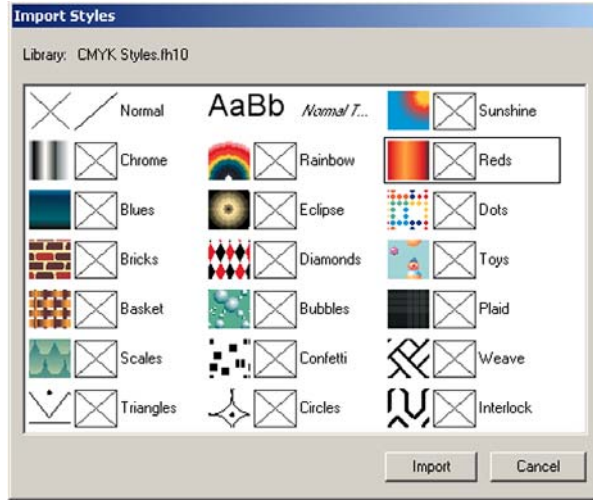 Import Styles
Library: CMYK Styles.fh10
Normal AaBb Normal T... Sunshine
Chrome Rainbow Reds
Blues Eclipse Dots
Bricks Diamonds Toys
Basket Bubbles Plaid
Scales Confetti Weave
Triangles Circles Interlock
Import Cancel